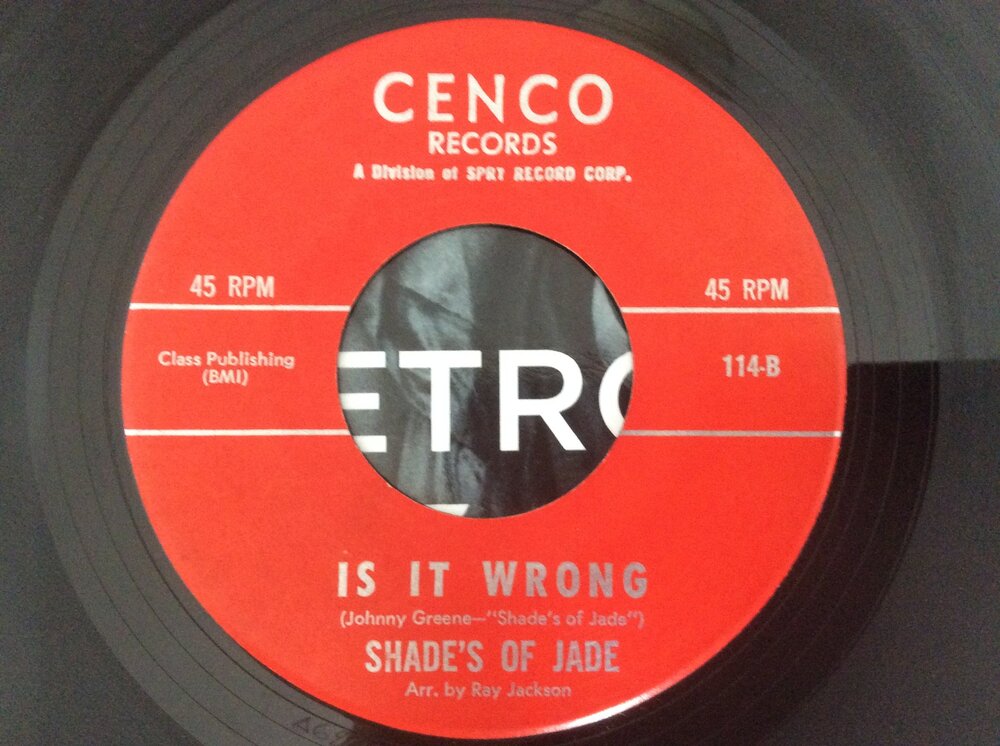 CENCO
RECORDS
A Division of SPRY RECORD CORP.
45 RPM
45 RPM
Class Publishing
(BMI)
114-B
ETRO
IS IT WRONG
(Johnny Greene—"Shade's of Jade")
SHADE'S OF JADE
Arr. by Ray Jackson